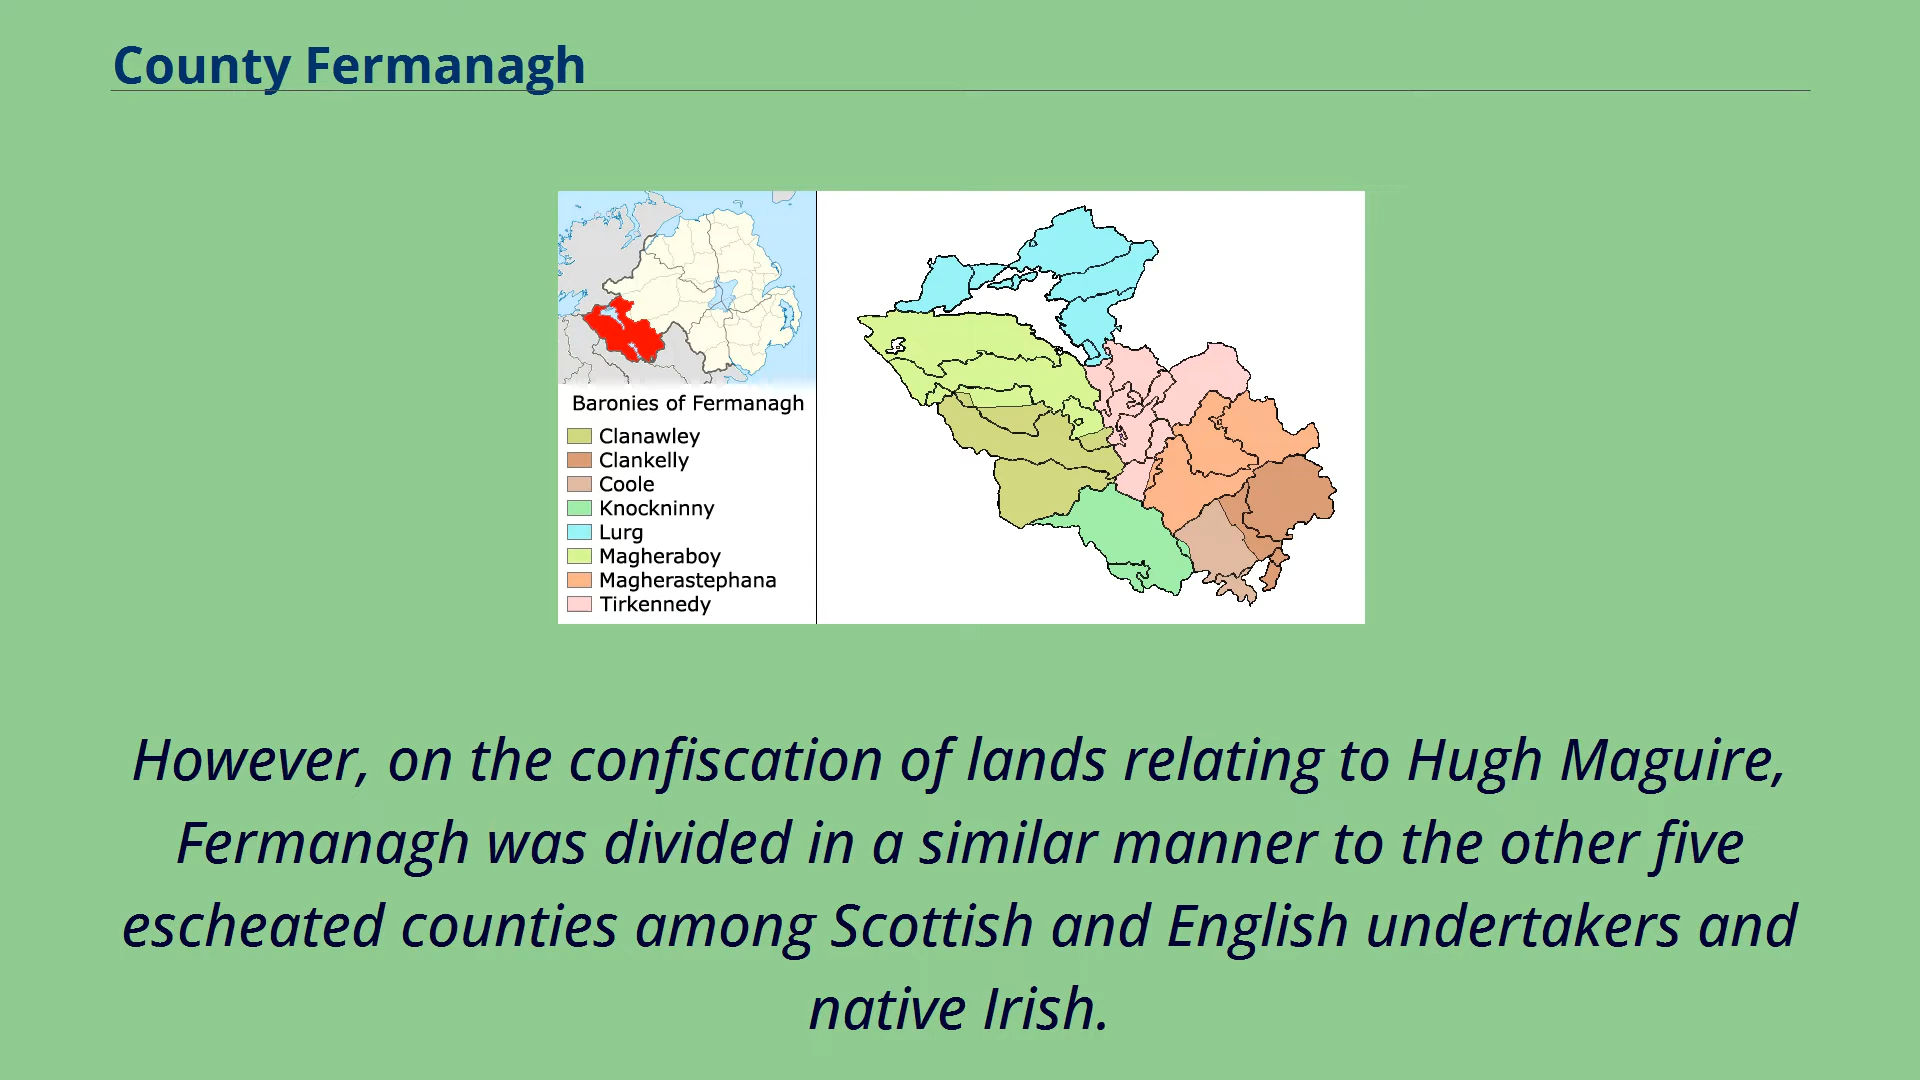 County Fermanagh
Baronies of Fermanagh
Clanawley
Clankelly
Coole
Knockninny
Lurg
Magheraboy
Magherastephana
Tirkennedy
However, on the confiscation of lands relating to Hugh Maguire,
Fermanagh was divided in a similar manner to the other five
escheated counties among Scottish and English undertakers and
native Irish.